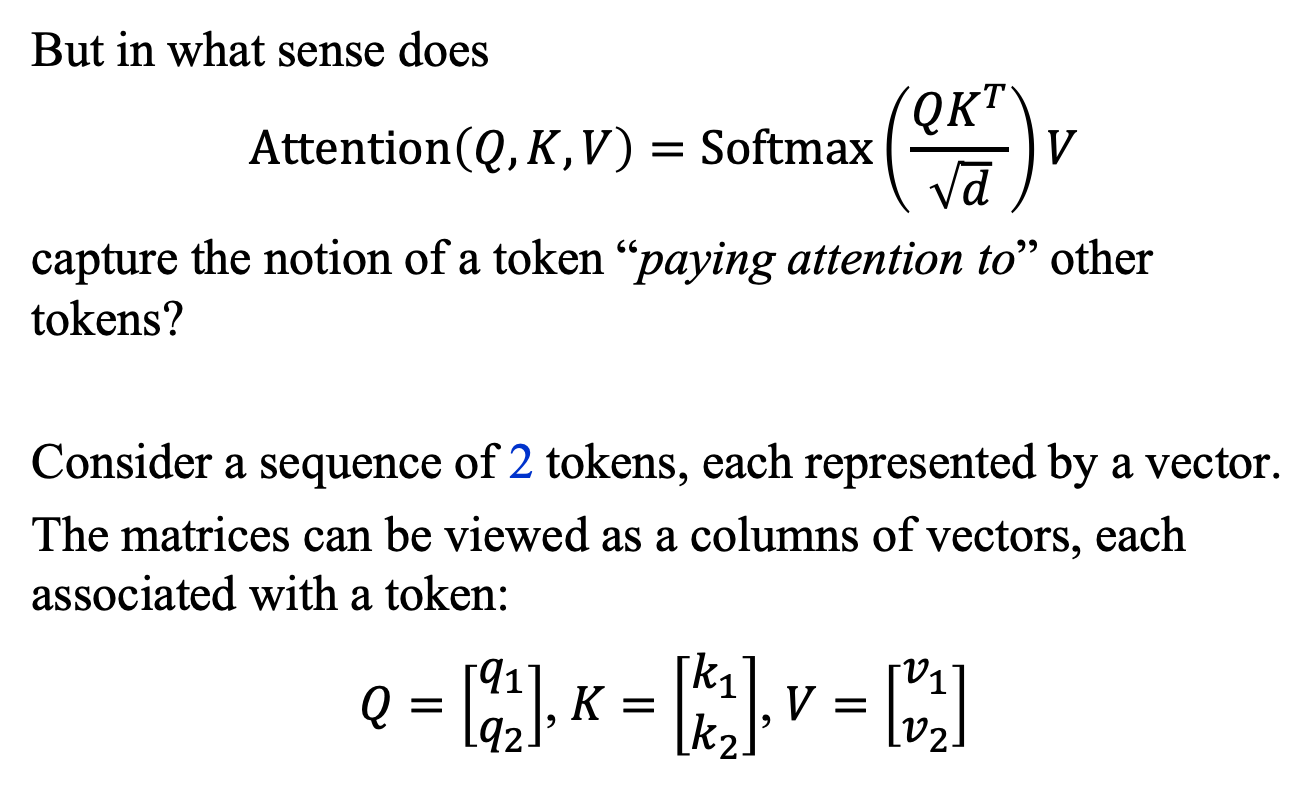 But in what sense does
Attention(Q, K, V) = Softmax(QK^T / √d) V
capture the notion of a token “paying attention to” other
tokens?
Consider a sequence of 2 tokens, each represented by a vector.
The matrices can be viewed as a columns of vectors, each
associated with a token:
Q = [q₁ q₂], K = [k₁ k₂], V = [v₁ v₂]